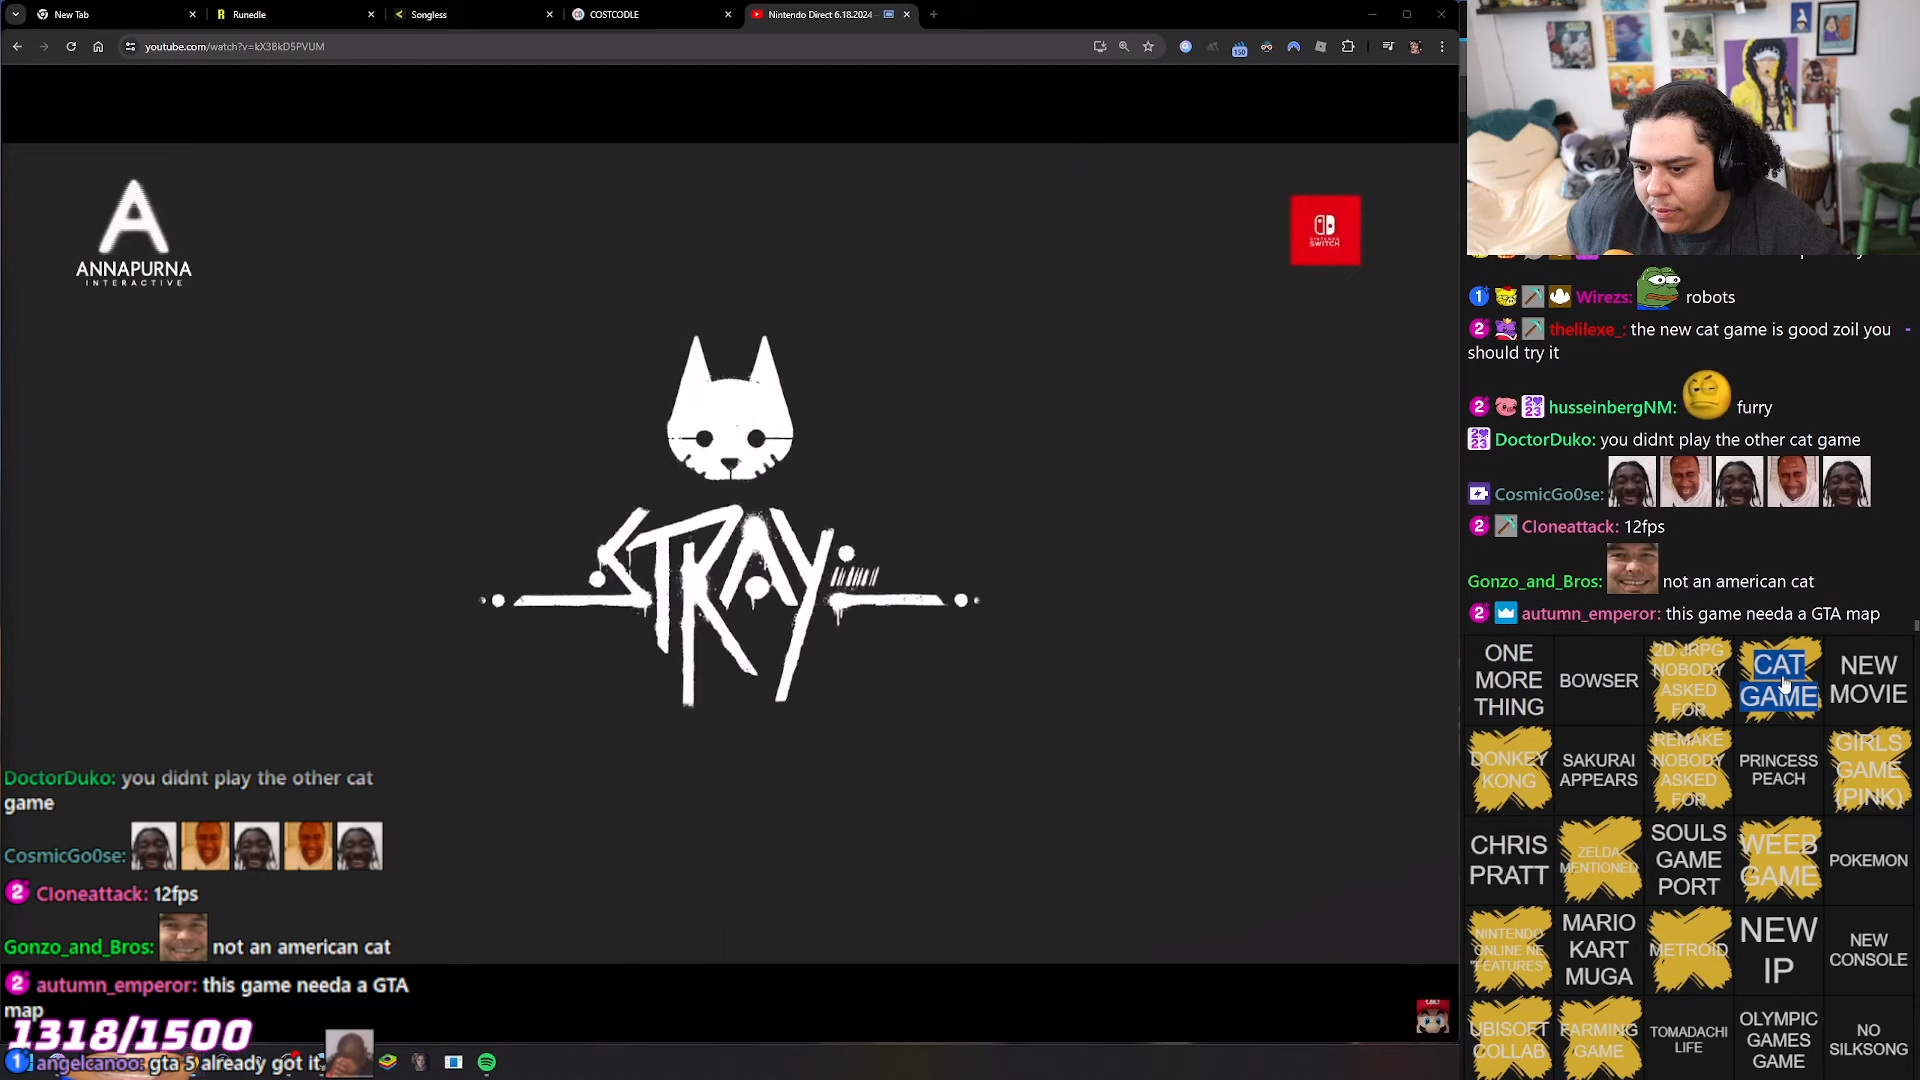 New Tab
Runedle
Songless
COSTCODLE
Nintendo Direct 6.18.2024 -
youtube.com/watch?v=kX3BkD5PVUM
150
A
ANNAPURNA
INTERACTIVE
NINTENDO
SWITCH
STRAY
Wirezs: robots
thelilexe_: the new cat game is good zoil you
should try it
husseinbergNM: furry
DoctorDuko: you didnt play the other cat game
CosmicGo0se:
Cloneattack: 12fps
Gonzo_and_Bros: not an american cat
autumn_emperor: this game needa a GTA map
DoctorDuko: you didnt play the other cat
game
CosmicGo0se:
Cloneattack: 12fps
Gonzo_and_Bros: not an american cat
autumn_emperor: this game needa a GTA
map
1318/1500
angelcanoo: gta 5 already got it
ONE
MORE
THING
BOWSER
2D JRPG
NOBODY
ASKED
FOR
CAT
GAME
NEW
MOVIE
DONKEY
KONG
SAKURAI
APPEARS
REMAKE
NOBODY
ASKED
FOR
PRINCESS
PEACH
GIRLS
GAME
(PINK)
CHRIS
PRATT
ZELDA
MENTIONED
SOULS
GAME
PORT
WEEB
GAME
POKEMON
NINTENDO
ONLINE NE
"FEATURES"
MARIO
KART
MUGA
METROID
NEW
IP
NEW
CONSOLE
UBISOFT
COLLAB
FARMING
GAME
TOMADACHI
LIFE
OLYMPIC
GAMES
GAME
NO
SILKSONG